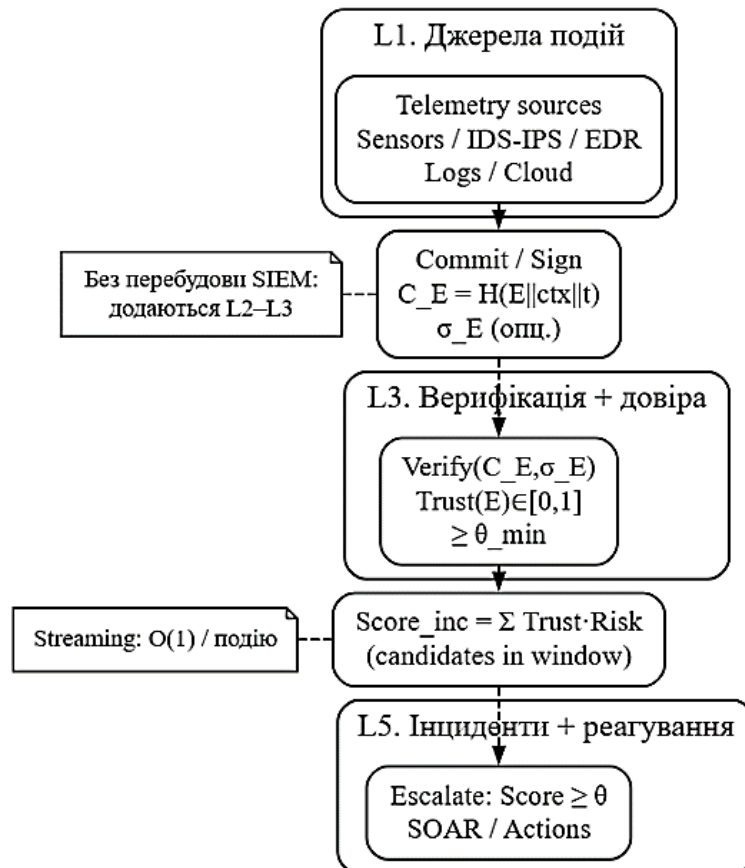 L1. Джерела подій
Telemetry sources
Sensors / IDS-IPS / EDR
Logs / Cloud
Без перебудови SIEM:
додаються L2–L3
Commit / Sign
C_E = H(E||ctx||t)
σ_E (опц.)
L3. Верифікація + довіра
Verify(C_E,σ_E)
Trust(E)∈[0,1]
≥ θ_min
Streaming: O(1) / подію
Score_inc = Σ Trust·Risk
(candidates in window)
L5. Інциденти + реагування
Escalate: Score ≥ θ
SOAR / Actions